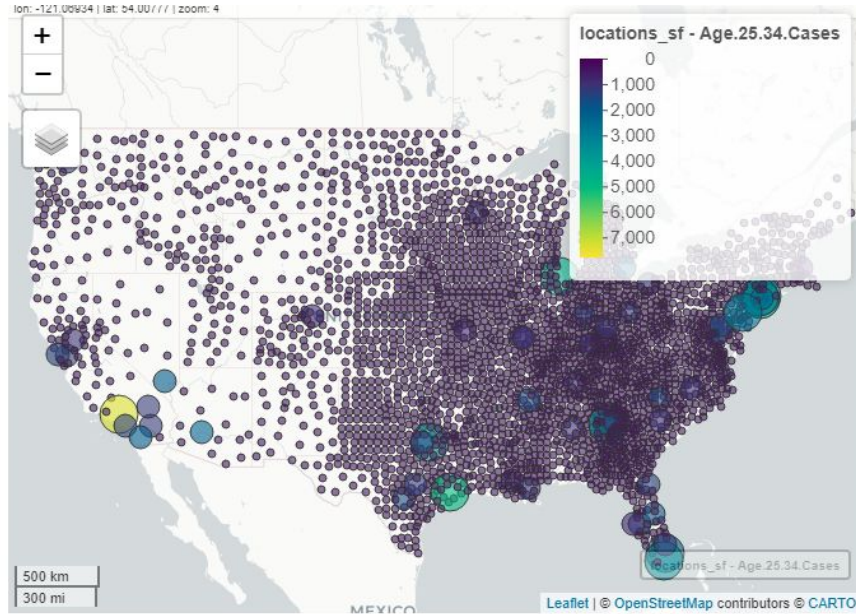 lon: -121.06934 | lat: 54.00777 | zoom: 4
+
−
locations_sf - Age.25.34.Cases
0
1,000
2,000
3,000
4,000
5,000
6,000
7,000
500 km
300 mi
MEXICO
locations_sf - Age.25.34.Cases
Leaflet | © OpenStreetMap contributors © CARTO